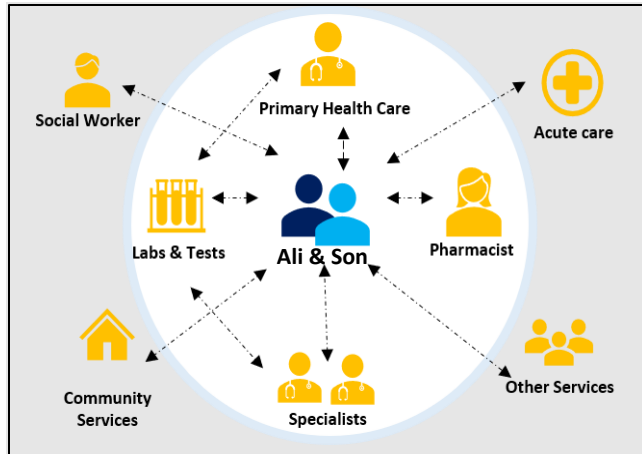 Primary Health Care
Social Worker
Acute care
Labs & Tests
Ali & Son
Pharmacist
Community
Services
Specialists
Other Services